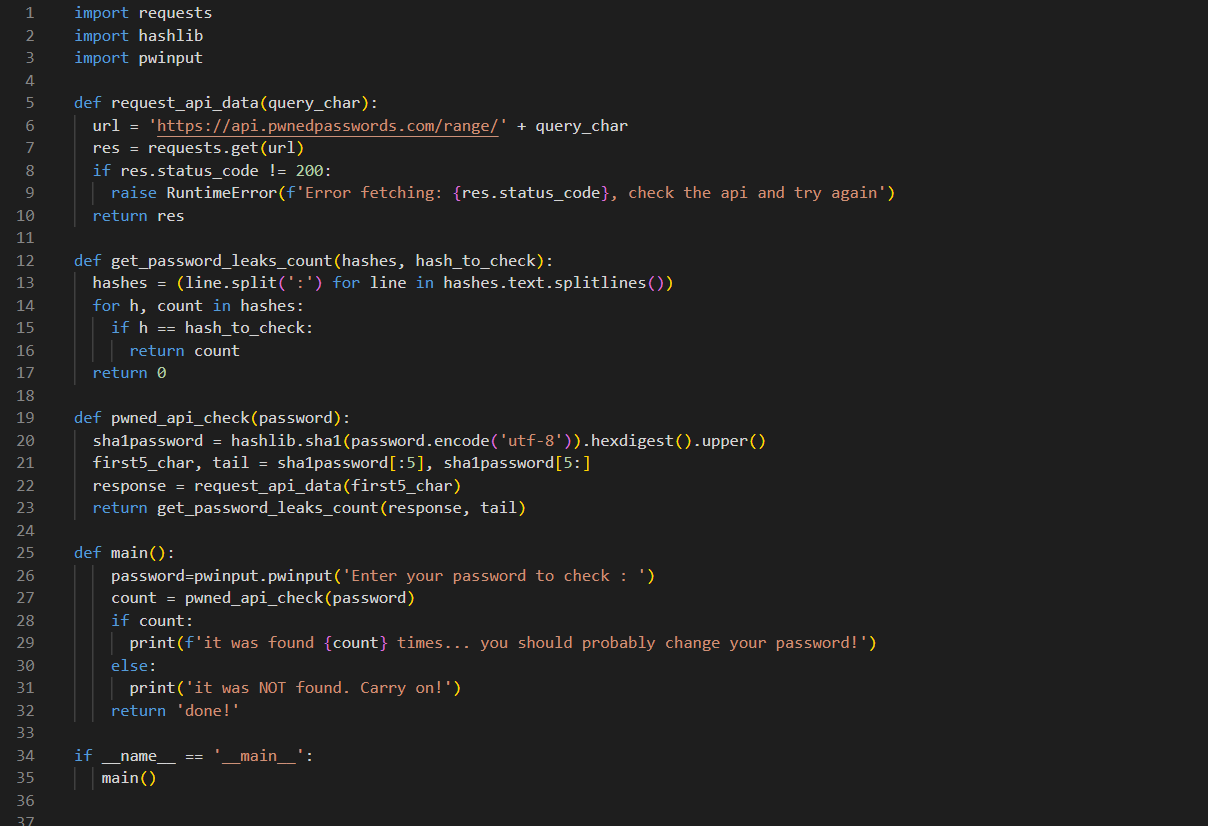 1 import requests
2 import hashlib
3 import pwinput
4
5 def request_api_data(query_char):
6   url = 'https://api.pwnedpasswords.com/range/' + query_char
7   res = requests.get(url)
8   if res.status_code != 200:
9     raise RuntimeError(f'Error fetching: {res.status_code}, check the api and try again')
10   return res
11
12 def get_password_leaks_count(hashes, hash_to_check):
13   hashes = (line.split(':') for line in hashes.text.splitlines())
14   for h, count in hashes:
15     if h == hash_to_check:
16       return count
17   return 0
18
19 def pwned_api_check(password):
20   sha1password = hashlib.sha1(password.encode('utf-8')).hexdigest().upper()
21   first5_char, tail = sha1password[:5], sha1password[5:]
22   response = request_api_data(first5_char)
23   return get_password_leaks_count(response, tail)
24
25 def main():
26     password=pwinput.pwinput('Enter your password to check : ')
27     count = pwned_api_check(password)
28     if count:
29       print(f'it was found {count} times... you should probably change your password!')
30     else:
31       print('it was NOT found. Carry on!')
32     return 'done!'
33
34 if __name__ == '__main__':
35    main()
36
37